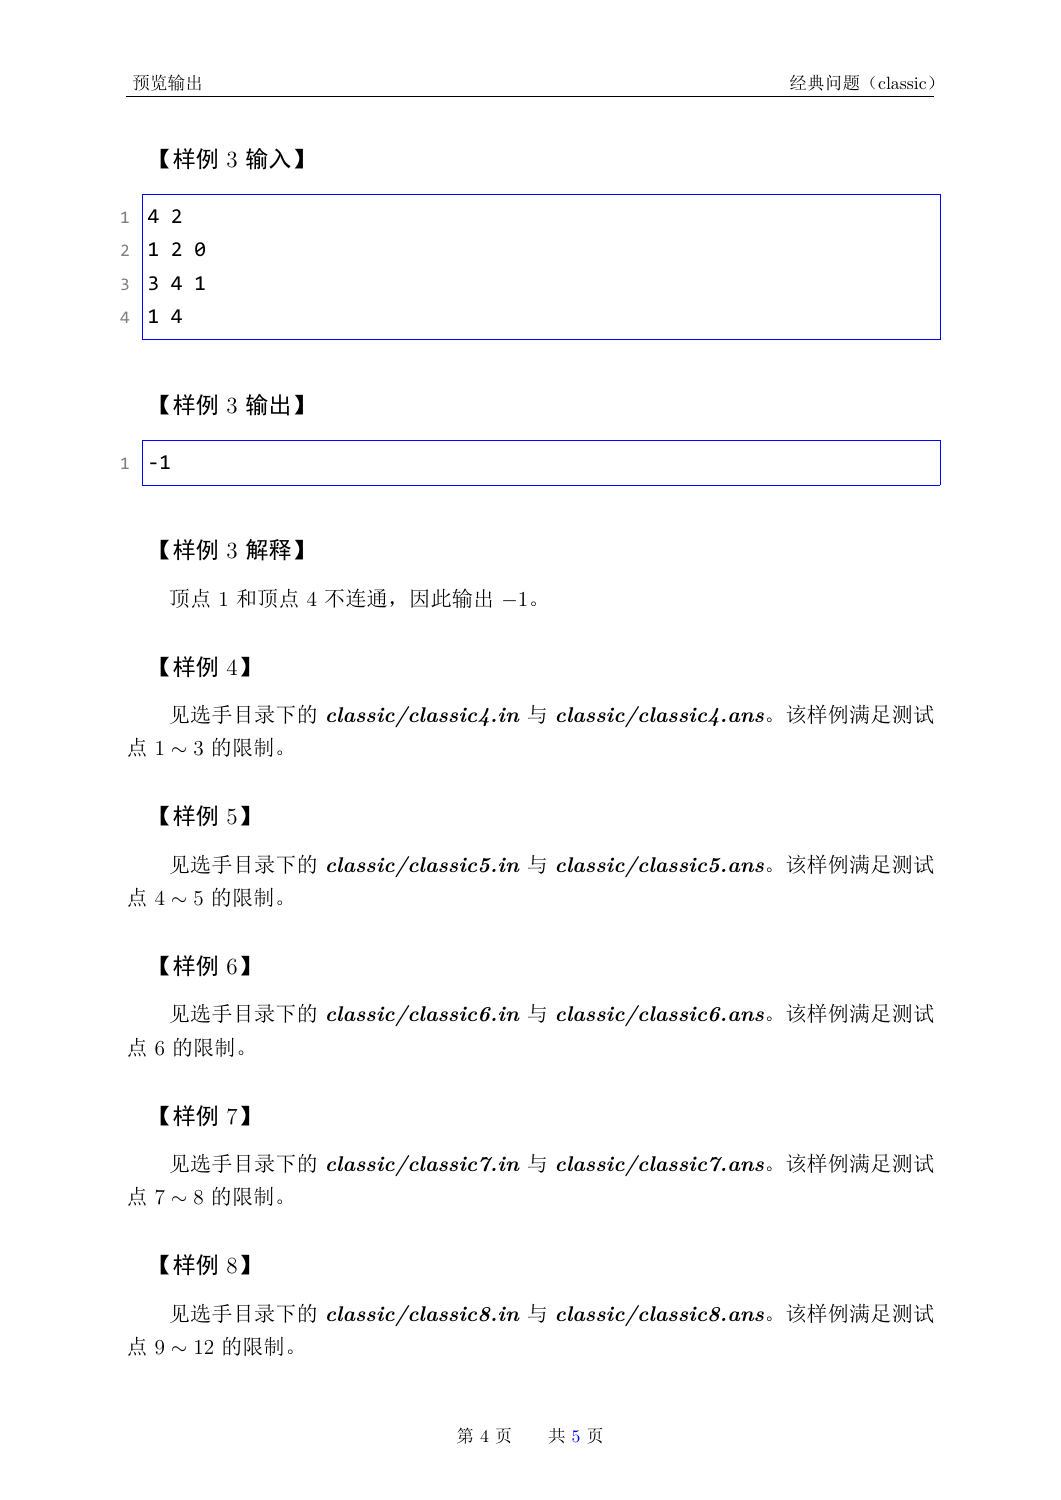 预览输出 经典问题（classic）
【样例 3 输入】
1 4 2
2 1 2 0
3 3 4 1
4 1 4
【样例 3 输出】
1 -1
【样例 3 解释】
顶点 1 和顶点 4 不连通，因此输出 −1。
【样例 4】
见选手目录下的 classic/classic4.in 与 classic/classic4.ans。该样例满足测试
点 1 ∼ 3 的限制。
【样例 5】
见选手目录下的 classic/classic5.in 与 classic/classic5.ans。该样例满足测试
点 4 ∼ 5 的限制。
【样例 6】
见选手目录下的 classic/classic6.in 与 classic/classic6.ans。该样例满足测试
点 6 的限制。
【样例 7】
见选手目录下的 classic/classic7.in 与 classic/classic7.ans。该样例满足测试
点 7 ∼ 8 的限制。
【样例 8】
见选手目录下的 classic/classic8.in 与 classic/classic8.ans。该样例满足测试
点 9 ∼ 12 的限制。
第 4 页 共 5 页